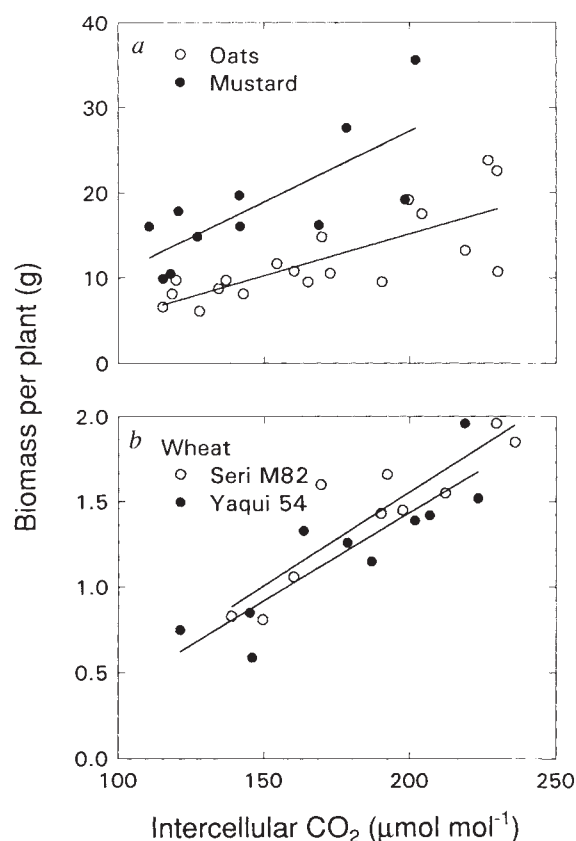 40
a
Oats
Mustard
30
20
10
0
Biomass per plant (g)
2.0
b Wheat
Seri M82
Yaqui 54
1.5
1.0
0.5
0.0
100 150 200 250
Intercellular CO₂ (μmol mol⁻¹)